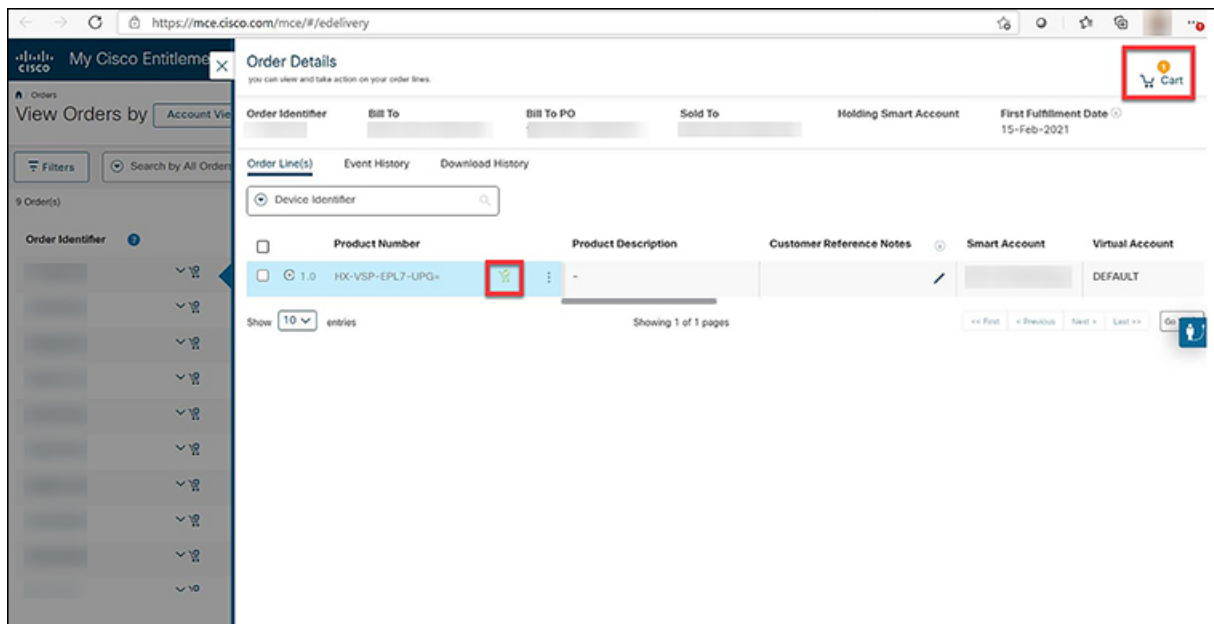 https://mce.cisco.com/mce/#/edelivery
CISCO
My Cisco Entitleme
Orders
View Orders by Account Vie
Filters
Search by All Orders
9 Order(s)
Order Identifier
Order Details
you can view and take action on your order lines.
1
Cart
Order Identifier Bill To Bill To PO Sold To Holding Smart Account First Fulfillment Date
15-Feb-2021
Order Line(s) Event History Download History
Device Identifier
Product Number Product Description Customer Reference Notes Smart Account Virtual Account
1.0 HX-VSP-EPL7-UPG= - DEFAULT
Show 10 entries Showing 1 of 1 pages << First < Previous Next > Last >> Go